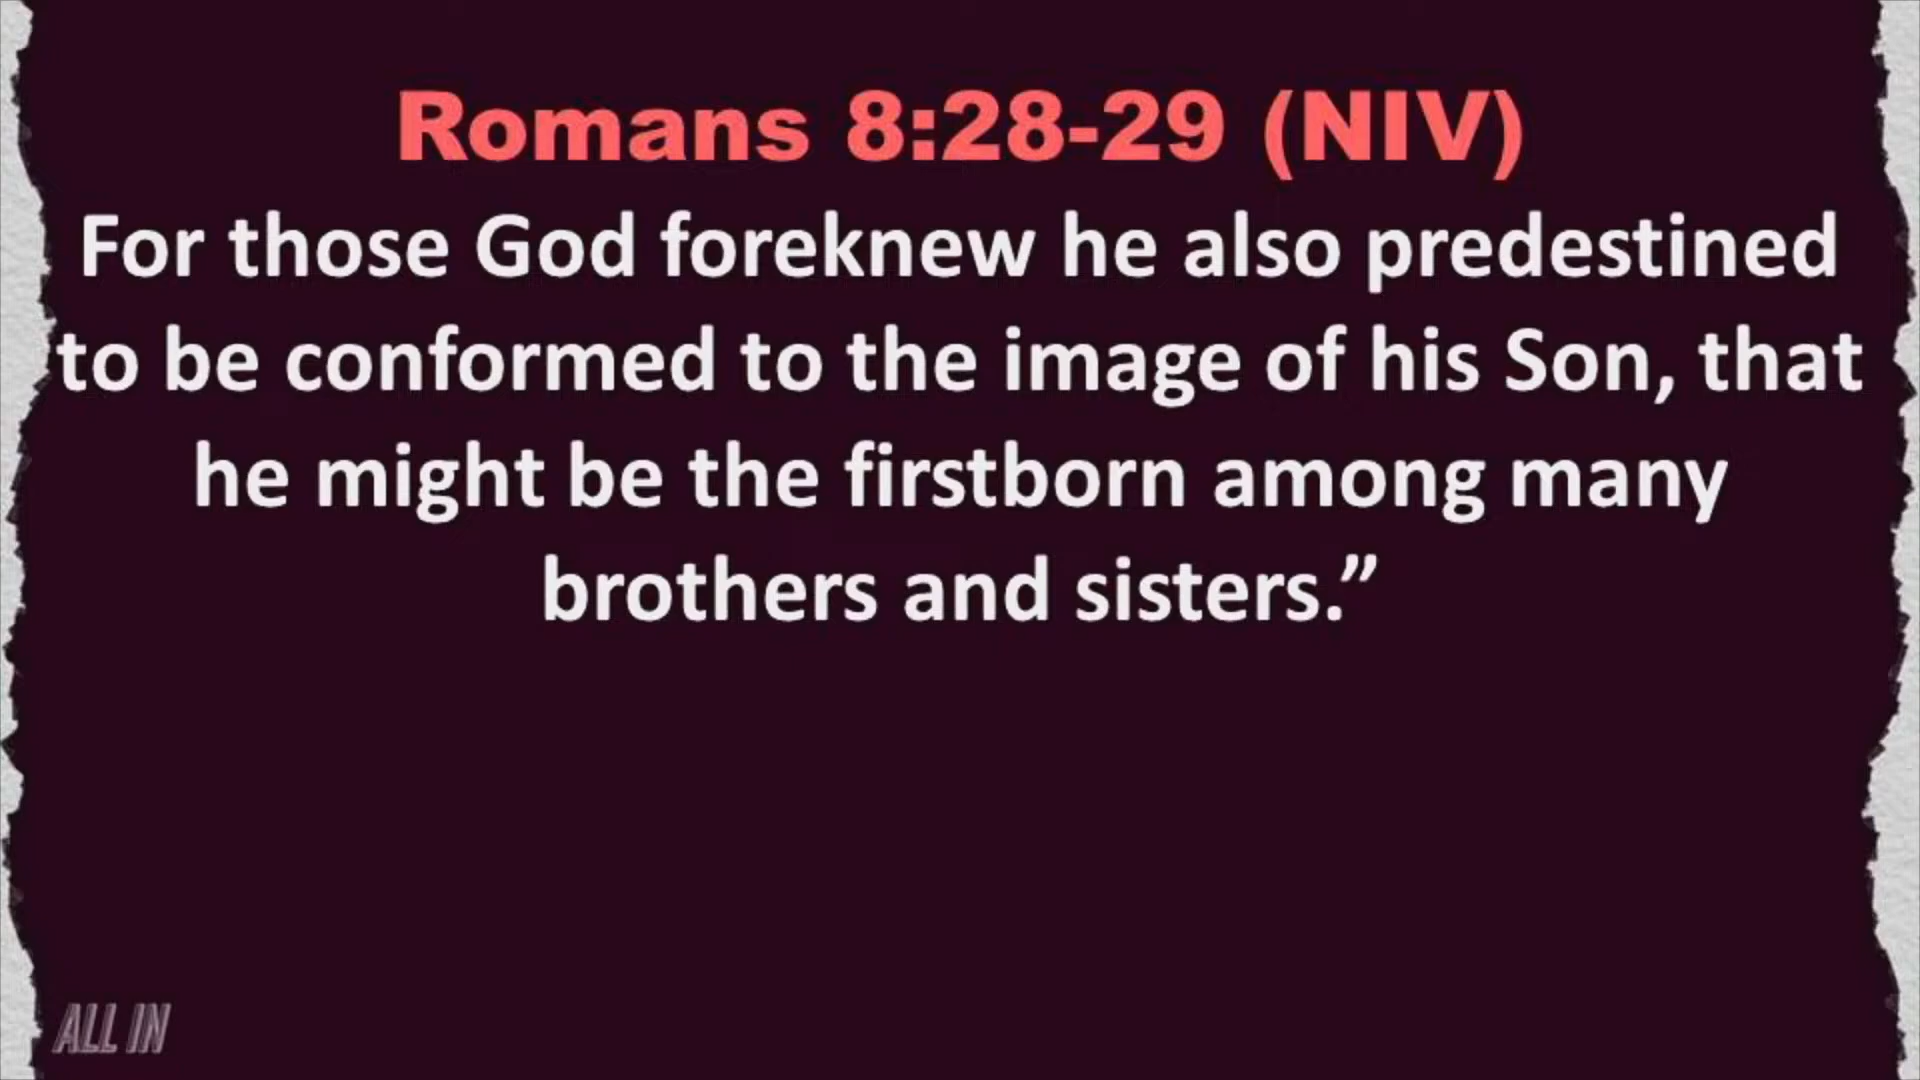 Romans 8:28-29 (NIV)
For those God foreknew he also predestined
to be conformed to the image of his Son, that
he might be the firstborn among many
brothers and sisters.”
ALL IN